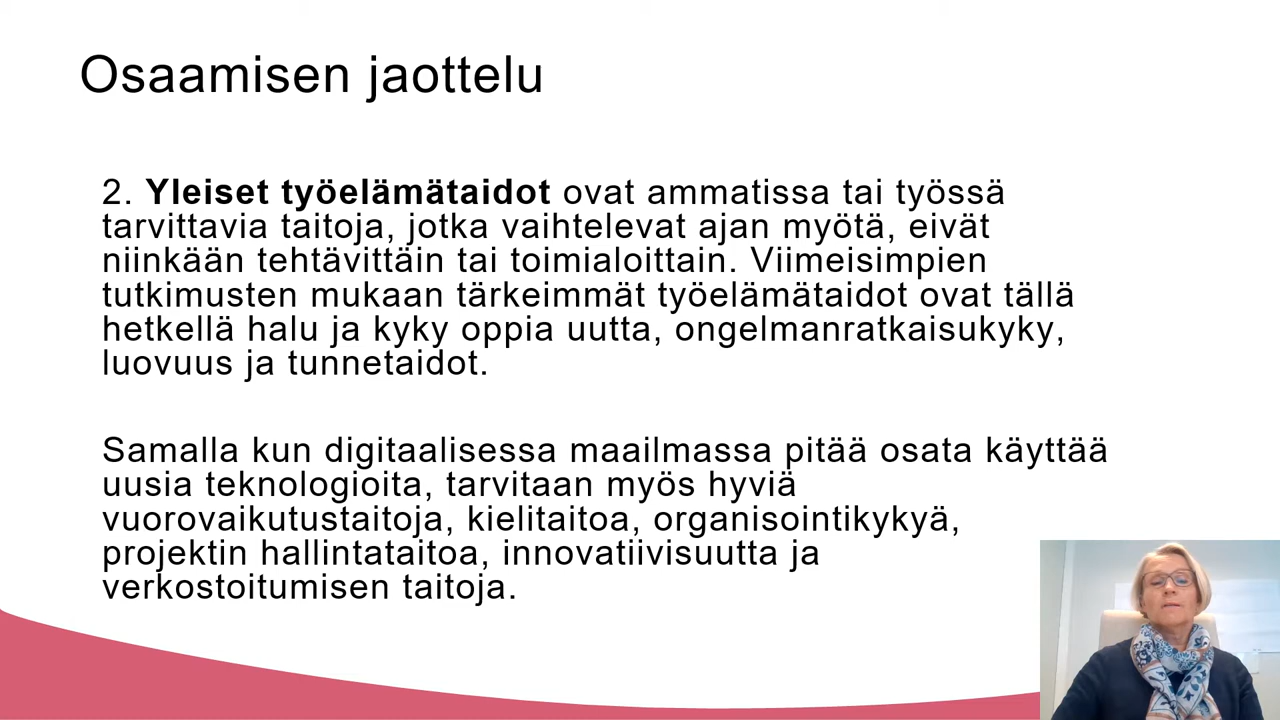 Osaamisen jaottelu
2. Yleiset työelämätaidot ovat ammatissa tai työssä
tarvittavia taitoja, jotka vaihtelevat ajan myötä, eivät
niinkään tehtävittäin tai toimialoittain. Viimeisimpien
tutkimusten mukaan tärkeimmät työelämätaidot ovat tällä
hetkellä halu ja kyky oppia uutta, ongelmanratkaisukyky,
luovuus ja tunnetaidot.
Samalla kun digitaalisessa maailmassa pitää osata käyttää
uusia teknologioita, tarvitaan myös hyviä
vuorovaikutustaitoja, kielitaitoa, organisointikykyä,
projektin hallintataitoa, innovatiivisuutta ja
verkostoitumisen taitoja.